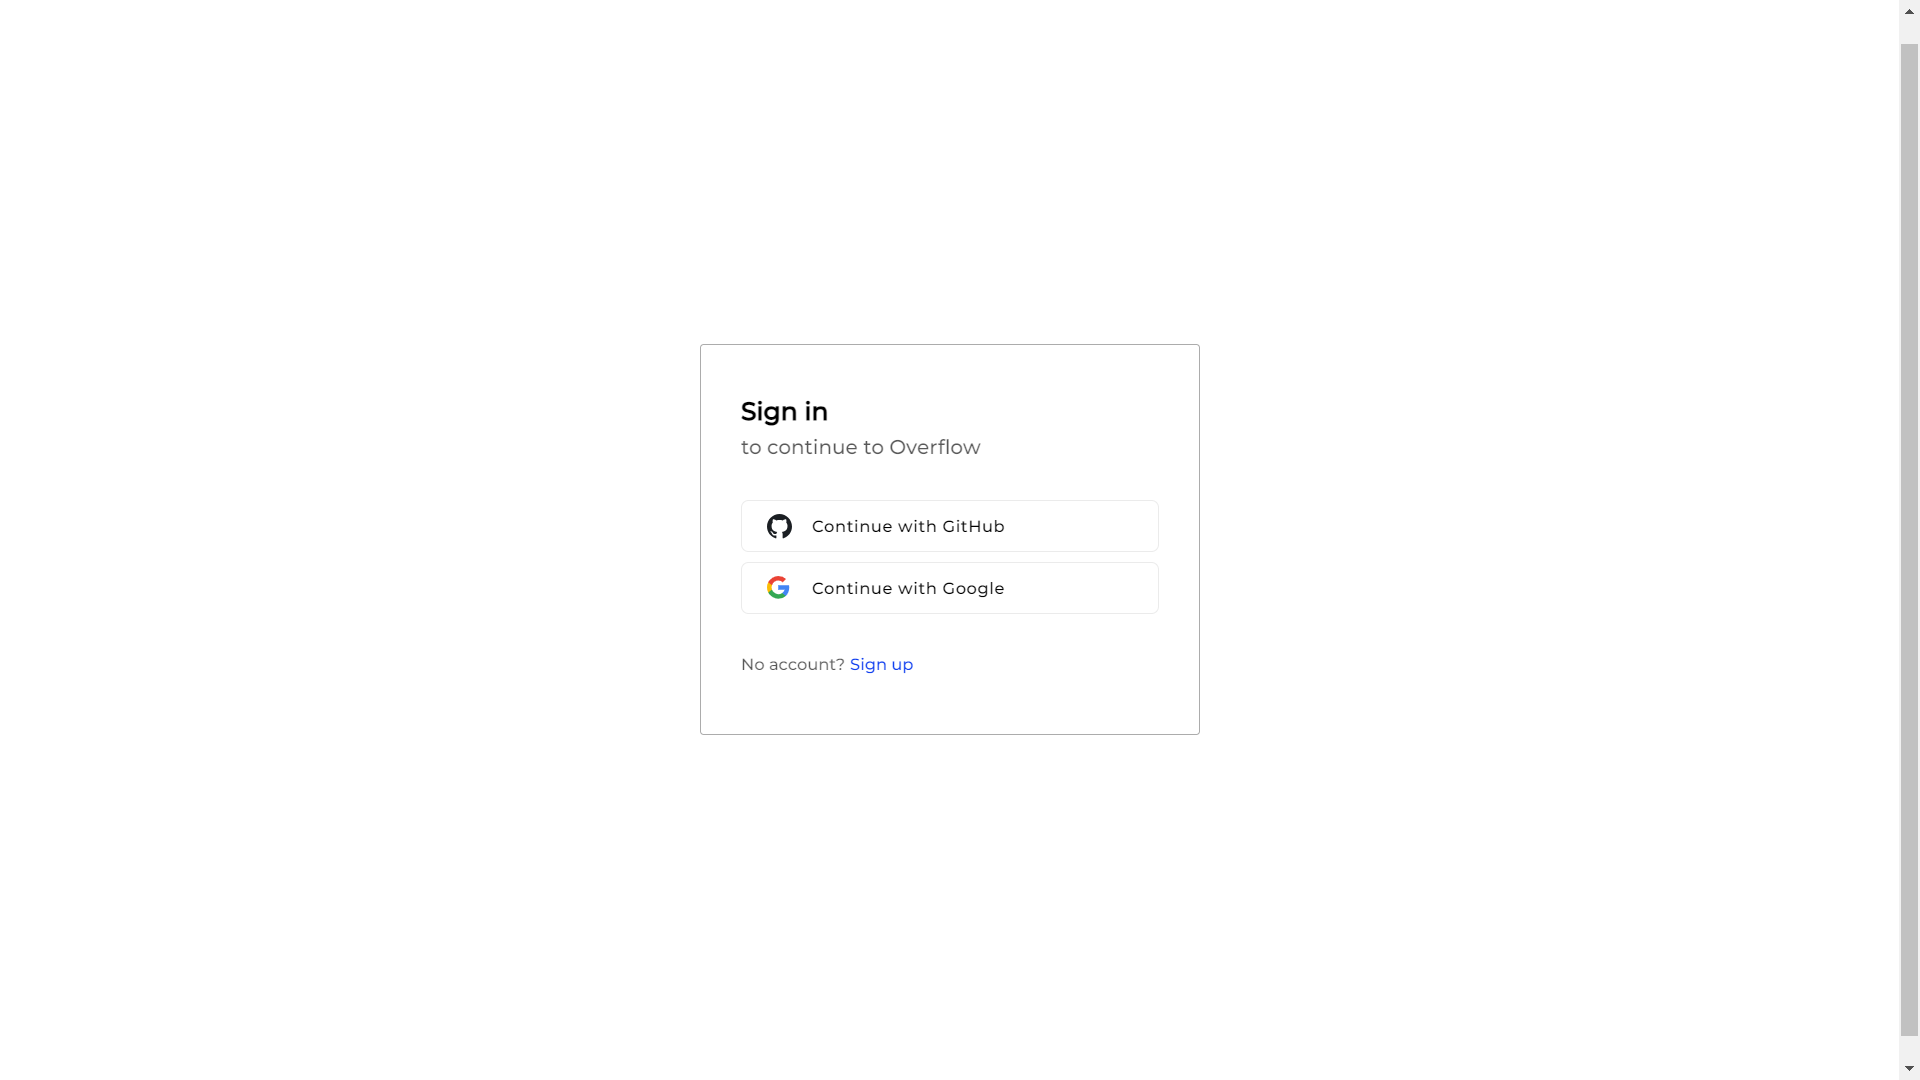 Sign in
to continue to Overflow
Continue with GitHub
Continue with Google
No account? Sign up